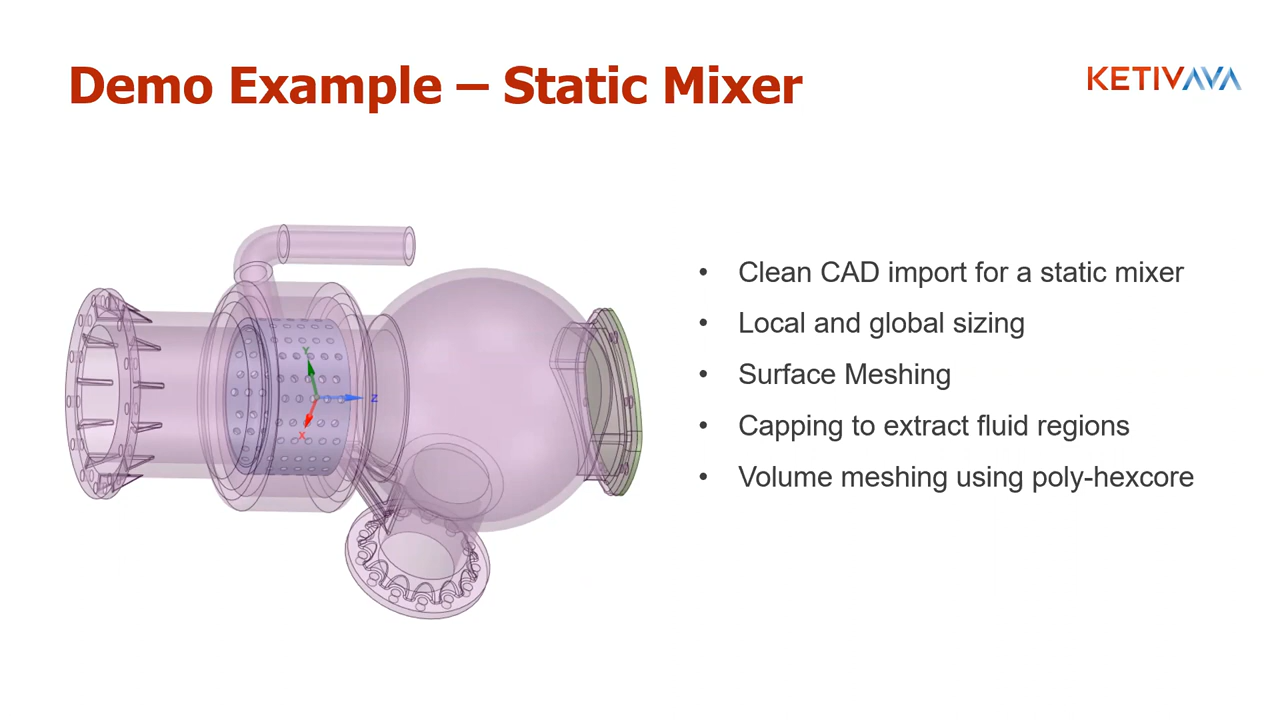 Demo Example – Static Mixer
KETIVAVA
Y
Z
X
• Clean CAD import for a static mixer
• Local and global sizing
• Surface Meshing
• Capping to extract fluid regions
• Volume meshing using poly-hexcore